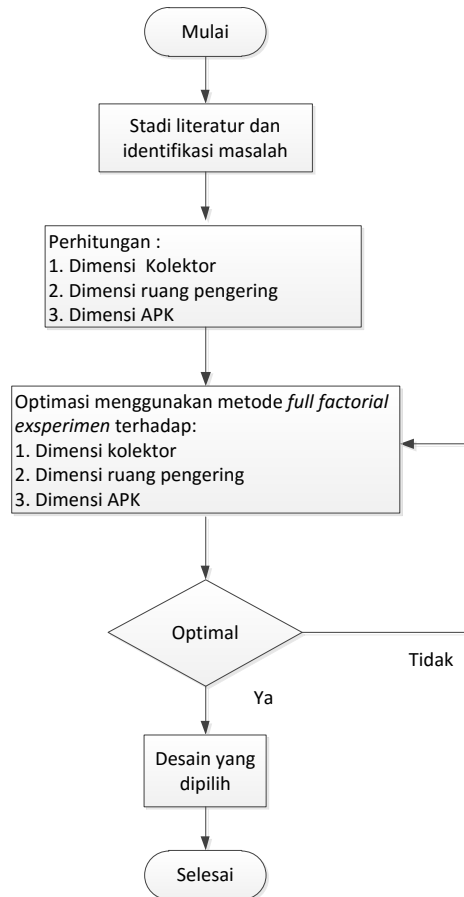 Mulai
Stadi literatur dan
identifikasi masalah
Perhitungan :
1. Dimensi  Kolektor
2. Dimensi ruang pengering
3. Dimensi APK
Optimasi menggunakan metode full factorial
exsperimen terhadap:
1. Dimensi kolektor
2. Dimensi ruang pengering
3. Dimensi APK
Optimal
Tidak
Ya
Desain yang
dipilih
Selesai